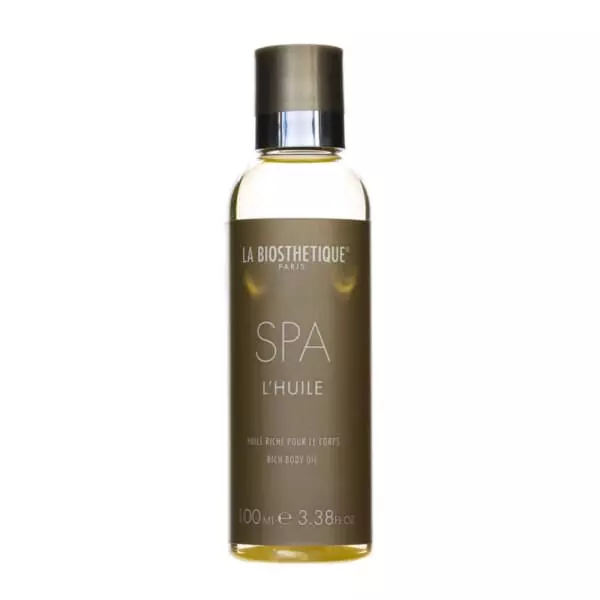 LA BIOSTHETIQUE®
PARIS
SPA
L'HUILE
HUILE RICHE POUR LE CORPS
RICH BODY OIL
100 ML ℮ 3.38 FL.OZ.